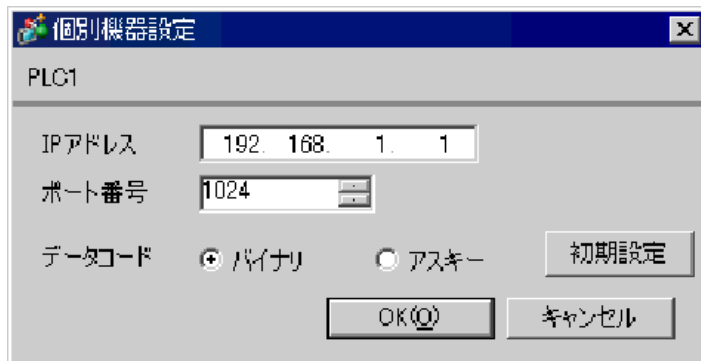 個別機器設定
PLC1
IPアドレス 192. 168. 1. 1
ポート番号 1024
データコード バイナリ アスキー 初期設定
OK(O) キャンセル